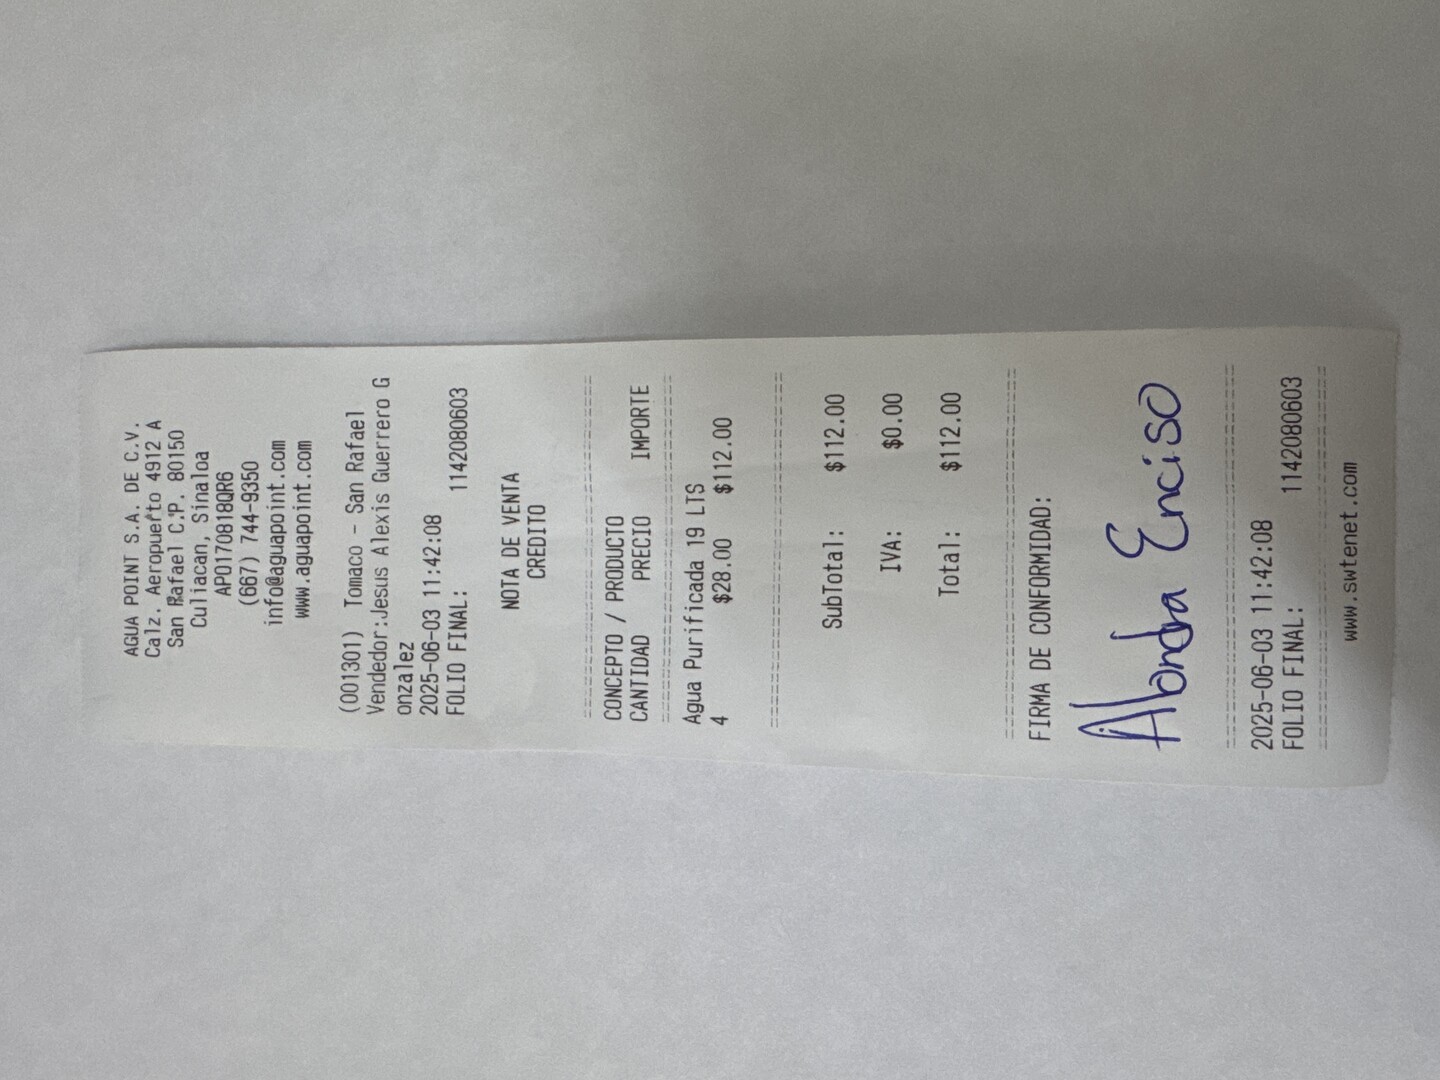 AGUA POINT S.A. DE C.V.
Calz. Aeropuerto 4912 A
San Rafael C.P. 80150
Culiacan, Sinaloa
APO170818QR6
(667) 744-9350
info@aguapoint.com
www.aguapoint.com
(001301) Tomaco - San Rafael
Vendedor:Jesus Alexis Guerrero G
onzalez
2025-06-03 11:42:08
FOLIO FINAL: 1142080603
NOTA DE VENTA
CREDITO
CONCEPTO / PRODUCTO
CANTIDAD PRECIO IMPORTE
Agua Purificada 19 LTS
4 $28.00 $112.00
SubTotal: $112.00
IVA: $0.00
Total: $112.00
FIRMA DE CONFORMIDAD:
Alondra Enciso
2025-06-03 11:42:08
FOLIO FINAL: 1142080603
www.swtenet.com